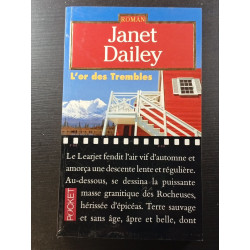 ROMAN
Janet
Dailey
L'or des Trembles
Le Learjet fendit l'air vif d'automne et
amorça une descente lente et régulière.
Au-dessous, se dessina la puissante
masse granitique des Rocheuses,
hérissée d'épicéas. Terre sauvage
et sans âge, âpre et belle, dont
POCKET